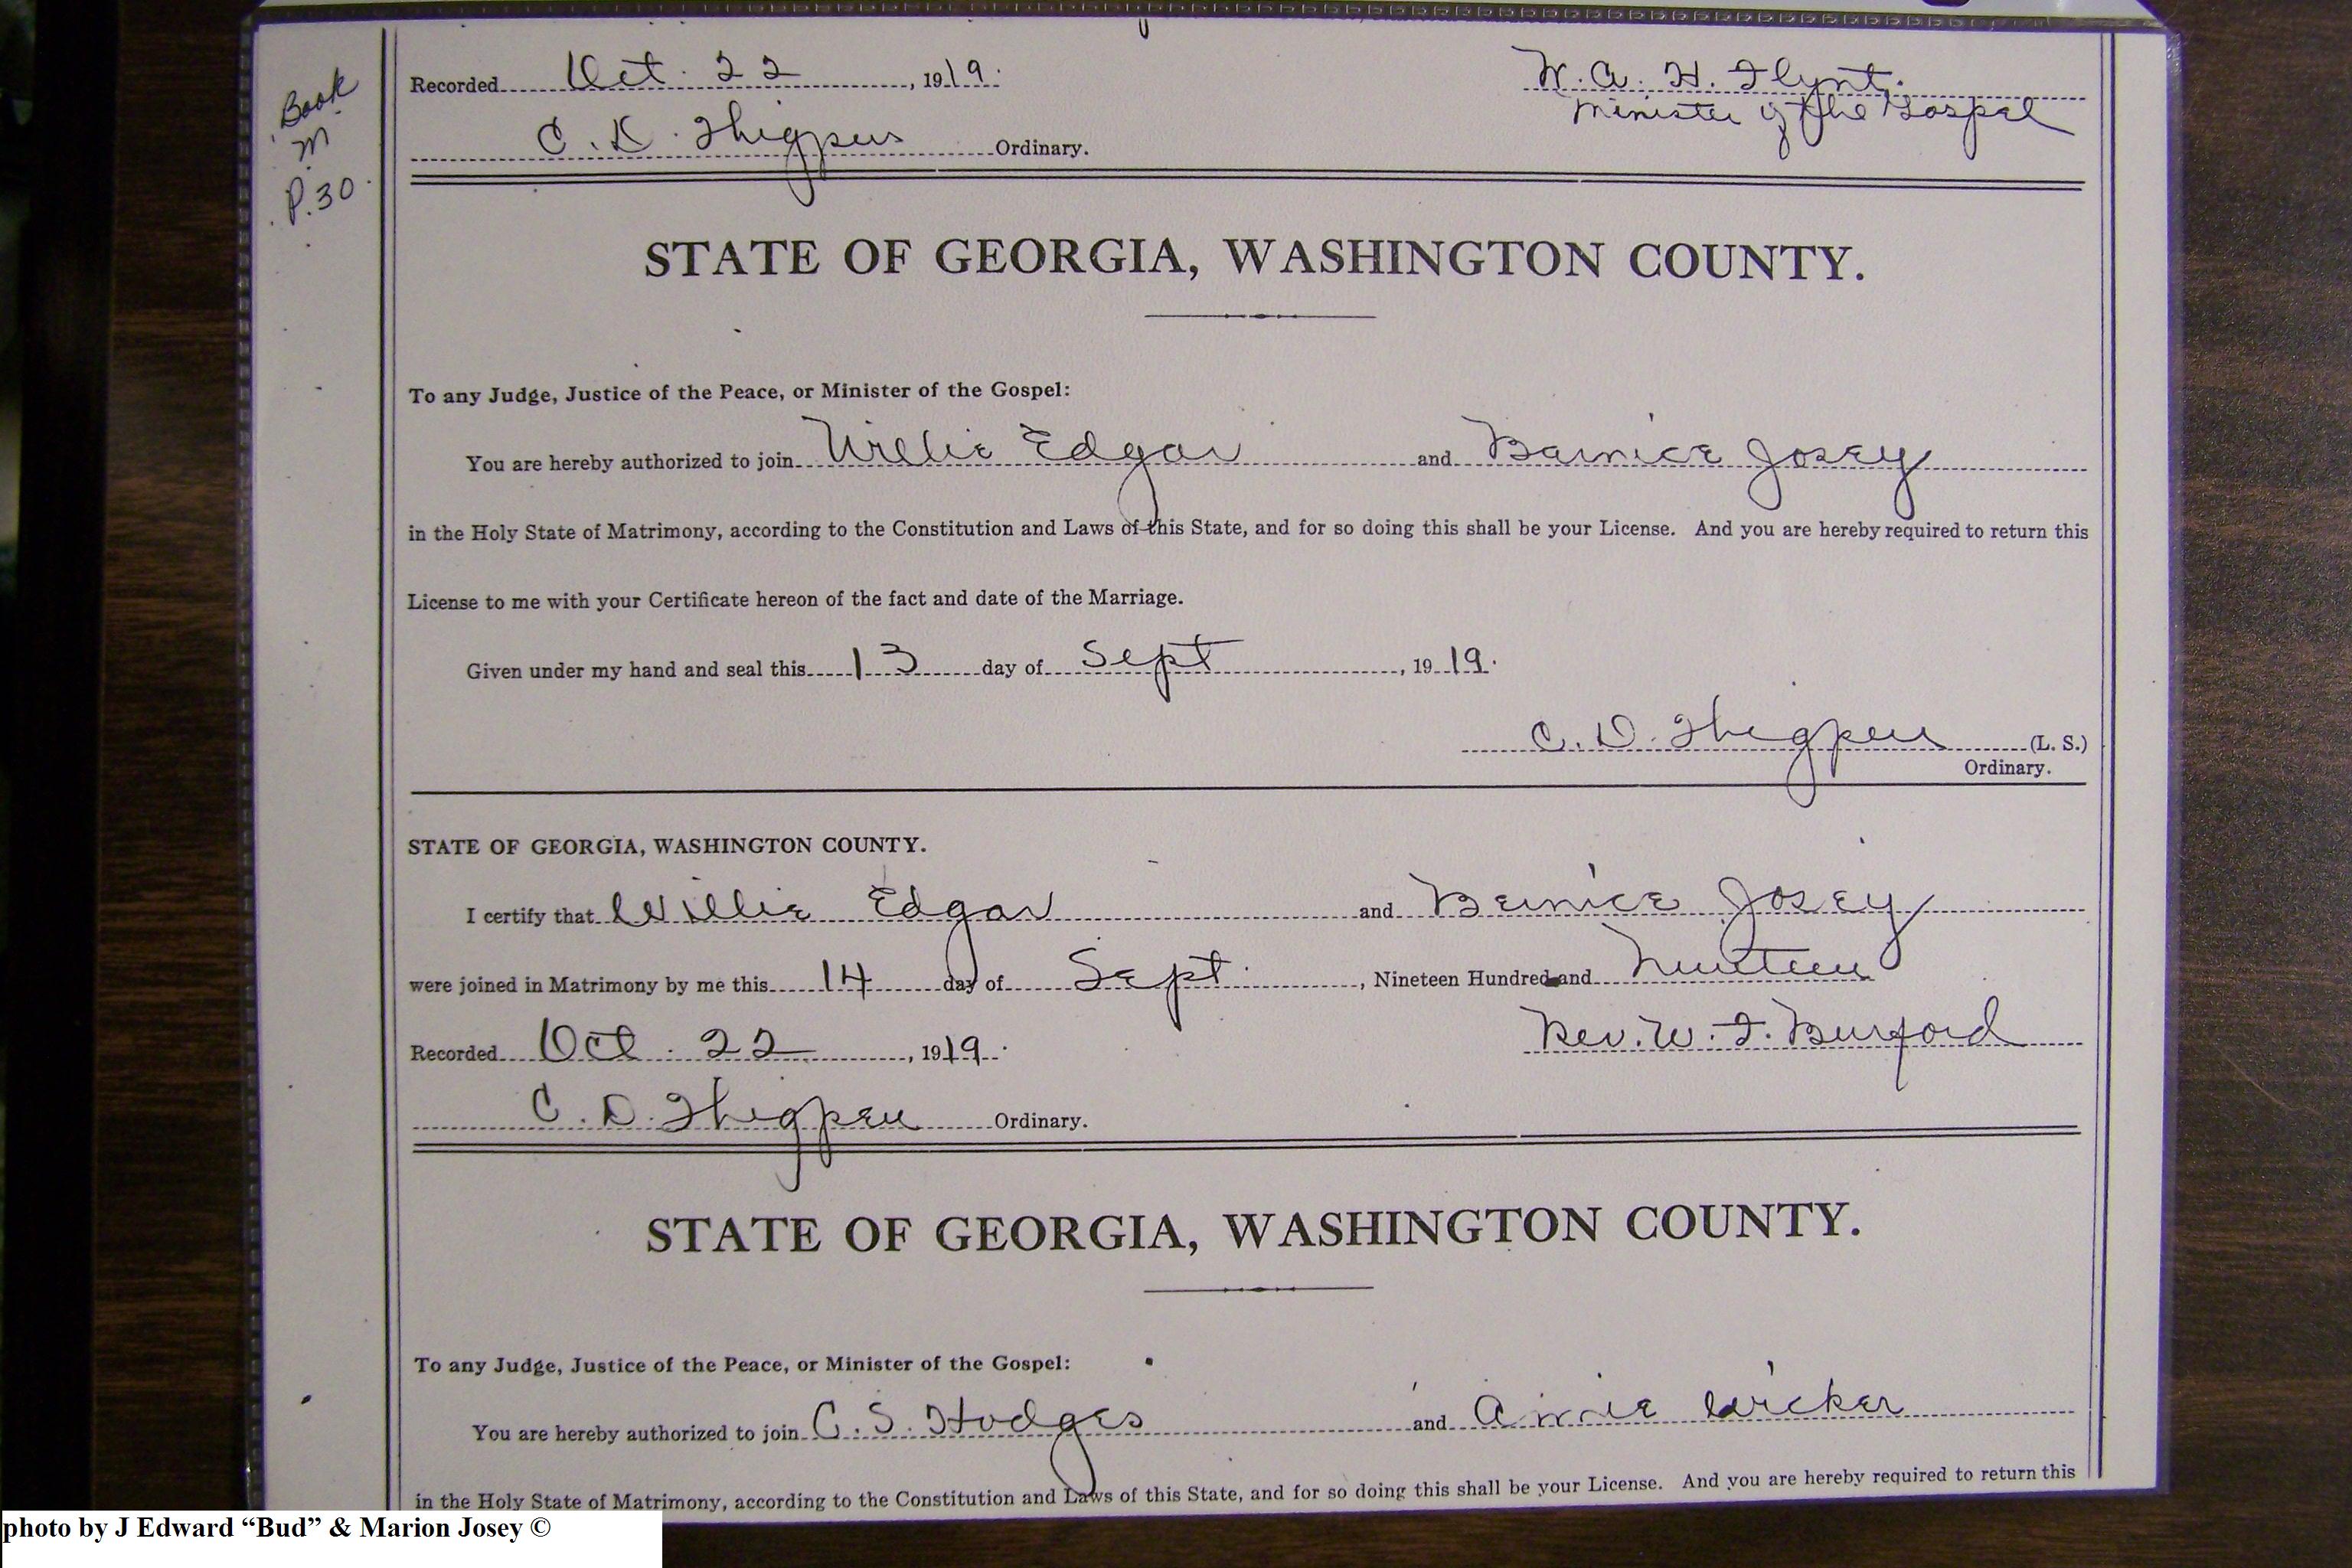 Book
M
P. 30
Recorded Oct. 22, 1919.
W. A. H. Flynt,
Minister of the Gospel
C. D. Thigpen Ordinary.
STATE OF GEORGIA, WASHINGTON COUNTY.
To any Judge, Justice of the Peace, or Minister of the Gospel:
You are hereby authorized to join Willie Edgar and Bernice Josey
in the Holy State of Matrimony, according to the Constitution and Laws of this State, and for so doing this shall be your License. And you are hereby required to return this
License to me with your Certificate hereon of the fact and date of the Marriage.
Given under my hand and seal this 13 day of Sept, 1919.
C. D. Thigpen (L. S.)
Ordinary.
STATE OF GEORGIA, WASHINGTON COUNTY.
I certify that Willie Edgar and Bernice Josey
were joined in Matrimony by me this 14 day of Sept., Nineteen Hundred and Nineteen
Recorded Oct. 22, 1919.
Rev. W. F. Burford
C. D. Thigpen Ordinary.
STATE OF GEORGIA, WASHINGTON COUNTY.
To any Judge, Justice of the Peace, or Minister of the Gospel:
You are hereby authorized to join C. S. Hodges and Annie Wicker
in the Holy State of Matrimony, according to the Constitution and Laws of this State, and for so doing this shall be your License. And you are hereby required to return this
photo by J Edward “Bud” & Marion Josey ©